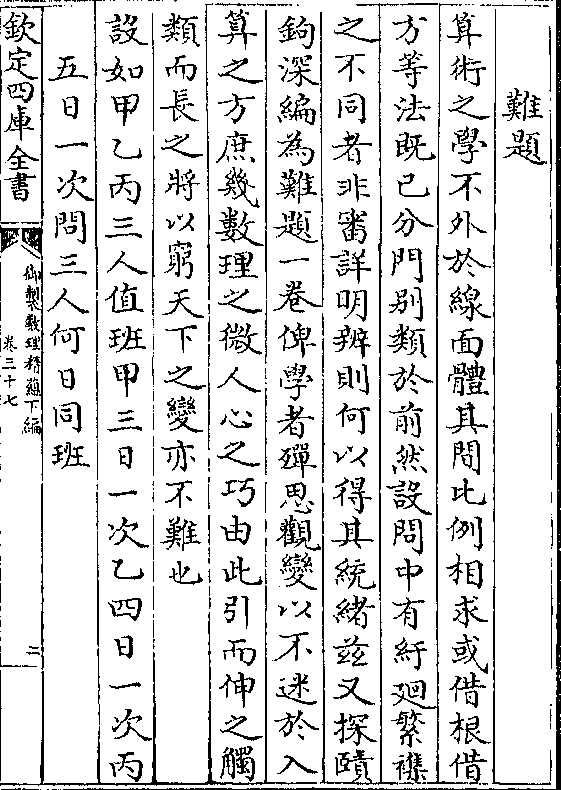 難題
算術之學不外於線面體其間比例相求或借根借
方等法既已分門别類於前然設問中有紆廻繁襍
之不同者非審詳明辨則何以得其統緒兹又探賾
鉤深編為難題一卷俾學者殫思觀變以不迷於入
算之方庶幾數理之微人心之巧由此引而伸之觸
類而長之將以窮天下之變亦不難也
設如甲乙丙三人值班甲三日一次乙四日一次丙
五日一次問三人何日同班
欽定四庫全書
御製數理精藴下編
卷三十七
二